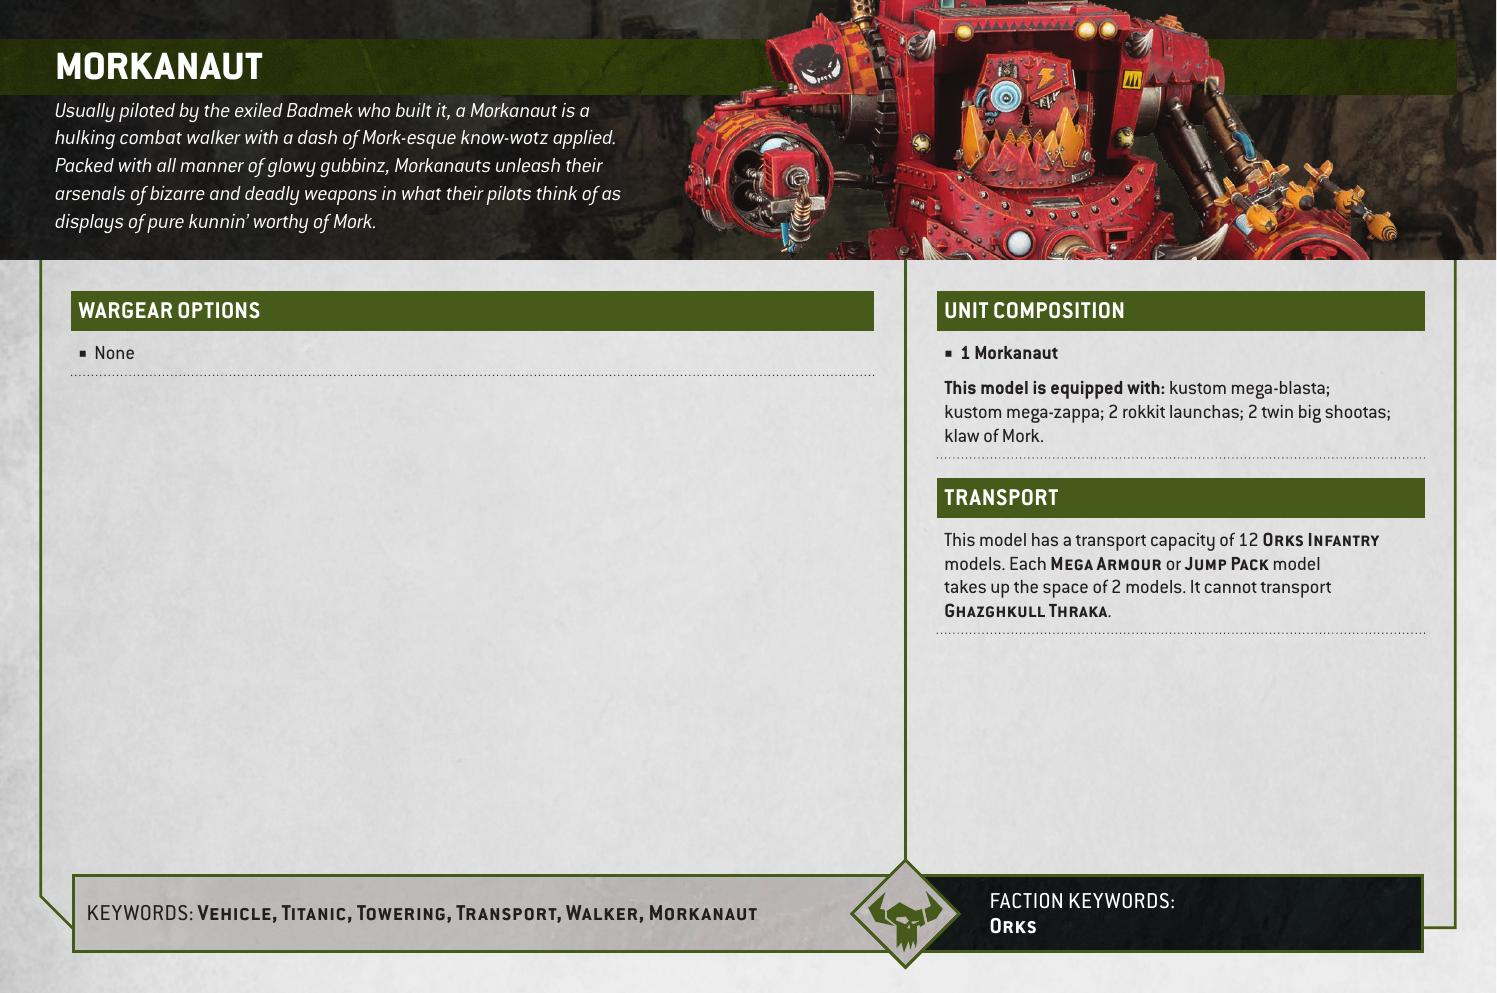 MORKANAUT
Usually piloted by the exiled Badmek who built it, a Morkanaut is a
hulking combat walker with a dash of Mork-esque know-wotz applied.
Packed with all manner of glowy gubbinz, Morkanauts unleash their
arsenals of bizarre and deadly weapons in what their pilots think of as
displays of pure kunnin’ worthy of Mork.
WARGEAR OPTIONS
▪ None
UNIT COMPOSITION
▪ 1 Morkanaut
This model is equipped with: kustom mega-blasta;
kustom mega-zappa; 2 rokkit launchas; 2 twin big shootas;
klaw of Mork.
TRANSPORT
This model has a transport capacity of 12 ORKS INFANTRY
models. Each MEGA ARMOUR or JUMP PACK model
takes up the space of 2 models. It cannot transport
GHAZGHKULL THRAKA.
KEYWORDS: VEHICLE, TITANIC, TOWERING, TRANSPORT, WALKER, MORKANAUT
FACTION KEYWORDS:
ORKS